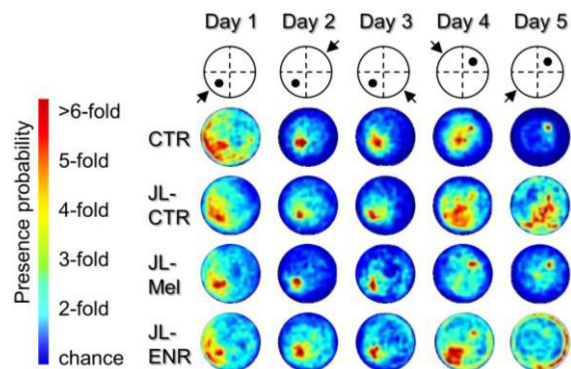 Day 1 Day 2 Day 3 Day 4 Day 5
Presence probability
>6-fold
5-fold
4-fold
3-fold
2-fold
chance
CTR
JL-
CTR
JL-
Mel
JL-
ENR